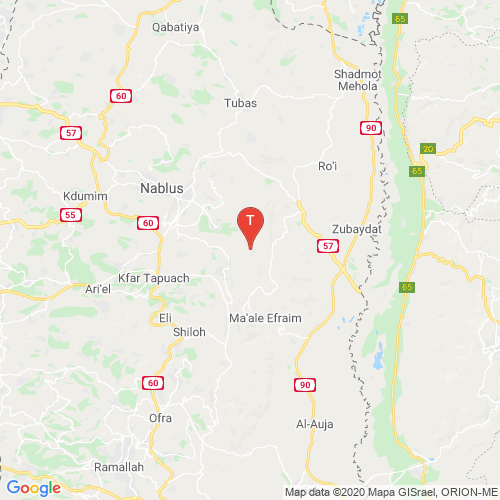 Qabatiya
65
Shadmot
Mehola
60
Tubas
90
57
20
Ro'i
65
Nablus
Kdumim
55
T
60
Zubaydat
57
Kfar Tapuach
Ari'el
65
Eli
Ma'ale Efraim
Shiloh
60
90
Ofra
Al-Auja
Ramallah
Google
Map data ©2020 Mapa GISrael, ORION-ME